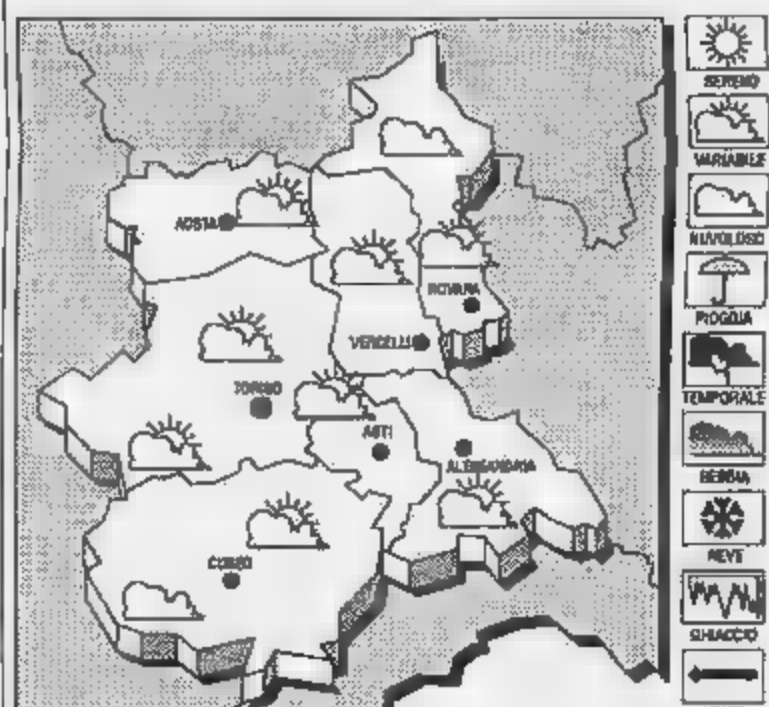 SERENO
VARIABILE
NUVOLOSO
PIOGGIA
TEMPORALE
NEBBIA
NEVE
GHIACCIO
AOSTA
NOVARA
VERCELLI
TORINO
ASTI
ALESSANDRIA
CUNEO